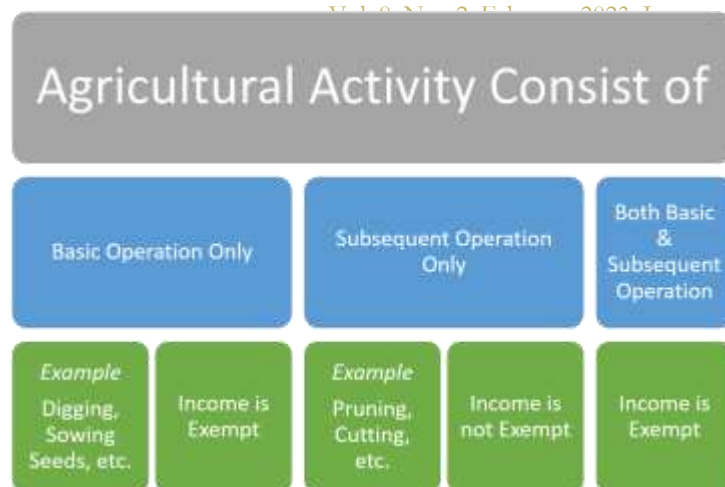 Agricultural Activity Consist of
Basic Operation Only
Subsequent Operation
Only
Both Basic
&
Subsequent
Operation
Example
Digging,
Sowing
Seeds, etc.
Income is
Exempt
Example
Pruning,
Cutting,
etc.
Income is
not Exempt
Income is
Exempt